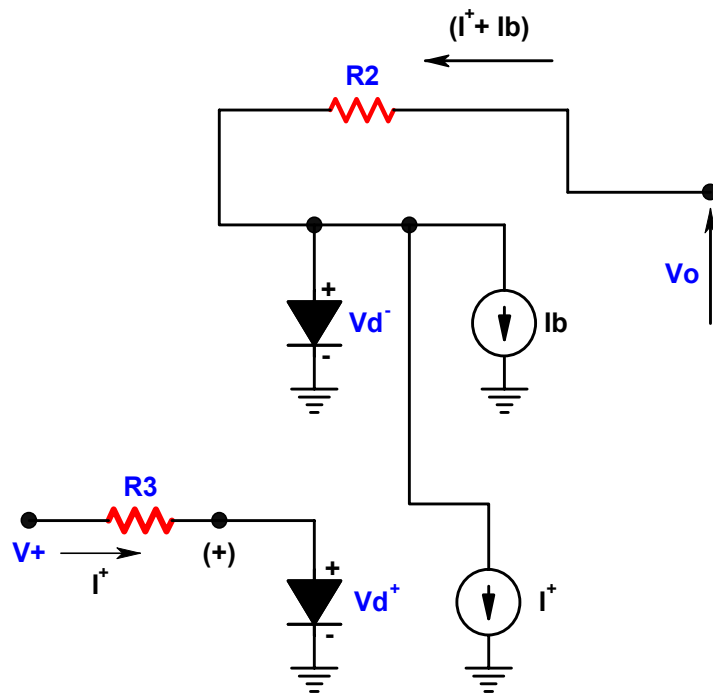 (I⁺+ Ib)
R2
Vo
+
Vd⁻
-
Ib
R3
V+
I⁺
(+)
+
Vd⁺
-
I⁺